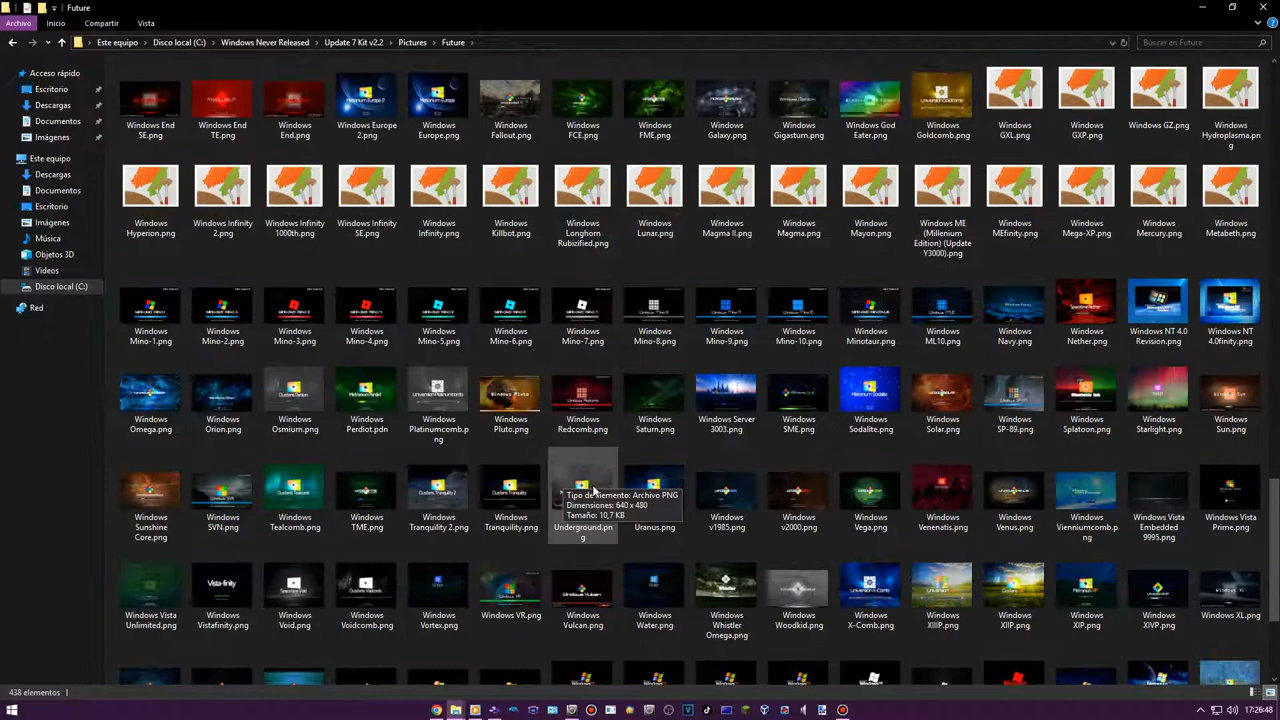 Future
Archivo Inicio Compartir Vista
Este equipo Disco local (C:) Windows Never Released Update 7 Kit v2.2 Pictures Future
Buscar en Future
Acceso rápido
Escritorio
Descargas
Documentos
Imágenes
Este equipo
Descargas
Documentos
Escritorio
Imágenes
Música
Objetos 3D
Videos
Disco local (C:)
Red
Windows End SE.png
Windows End TE.png
Windows End.png
Windows Europe 2.png
Windows Europe.png
Windows Fallout.png
Windows FCE.png
Windows FME.png
Windows Galaxy.png
Windows Gigastum.png
Windows God Eater.png
Windows Goldcomb.png
Windows GXL.png
Windows GXP.png
Windows GZ.png
Windows Hydroplasma.png
Windows Hyperion.png
Windows Infinity 2.png
Windows Infinity 1000th.png
Windows Infinity SE.png
Windows Infinity.png
Windows Killbot.png
Windows Longhorn Rubizified.png
Windows Lunar.png
Windows Magma II.png
Windows Magma.png
Windows Mayon.png
Windows ME (Millenium Edition) (Update Y3000).png
Windows MEfinity.png
Windows Mega-XP.png
Windows Mercury.png
Windows Metabeth.png
Windows Mino-1.png
Windows Mino-2.png
Windows Mino-3.png
Windows Mino-4.png
Windows Mino-5.png
Windows Mino-6.png
Windows Mino-7.png
Windows Mino-8.png
Windows Mino-9.png
Windows Mino-10.png
Windows Minotaur.png
Windows ML10.png
Windows Navy.png
Windows Nether.png
Windows NT 4.0 Revision.png
Windows NT 4.0finity.png
Windows Omega.png
Windows Orion.png
Windows Osmium.png
Windows Perdot.pdn
Windows Platinumcomb.png
Windows Pluto.png
Windows Redcomb.png
Windows Saturn.png
Windows Server 3003.png
Windows SME.png
Windows Sodalite.png
Windows Solar.png
Windows SP-89.png
Windows Splatoon.png
Windows Starlight.png
Windows Sun.png
Windows Sunshine Core.png
Windows SVN.png
Windows Tealcomb.png
Windows TME.png
Windows Tranquility 2.png
Windows Tranquility.png
Underground.png
Uranus.png
Windows v1985.png
Windows v2000.png
Windows Vega.png
Windows Venenatis.png
Windows Venus.png
Windows Vienniumcomb.png
Windows Vista Embedded 9995.png
Windows Vista Prime.png
Tipo de elemento: Archivo PNG
Dimensiones: 640 x 480
Tamaño: 10,7 KB
Windows Vista Unlimited.png
Windows Vistafinity.png
Windows Void.png
Windows Voidcomb.png
Windows Vortex.png
Windows VR.png
Windows Vulcan.png
Windows Water.png
Windows Whistler Omega.png
Windows Woodkid.png
Windows X-Comb.png
Windows XIIIP.png
Windows XIIP.png
Windows XIP.png
Windows XIVP.png
Windows XL.png
438 elementos
17:26:48